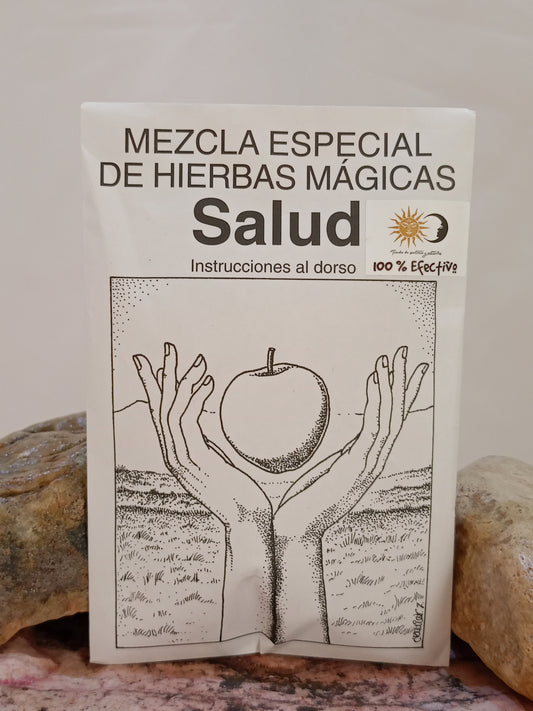 MEZCLA ESPECIAL
DE HIERBAS MÁGICAS
Salud
Instrucciones al dorso
100 % EfEctivo